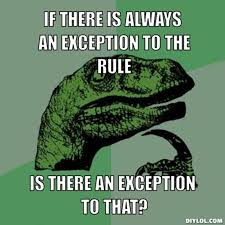 IF THERE IS ALWAYS
AN EXCEPTION TO THE
RULE
IS THERE AN EXCEPTION
TO THAT?
DIYLOL.COM